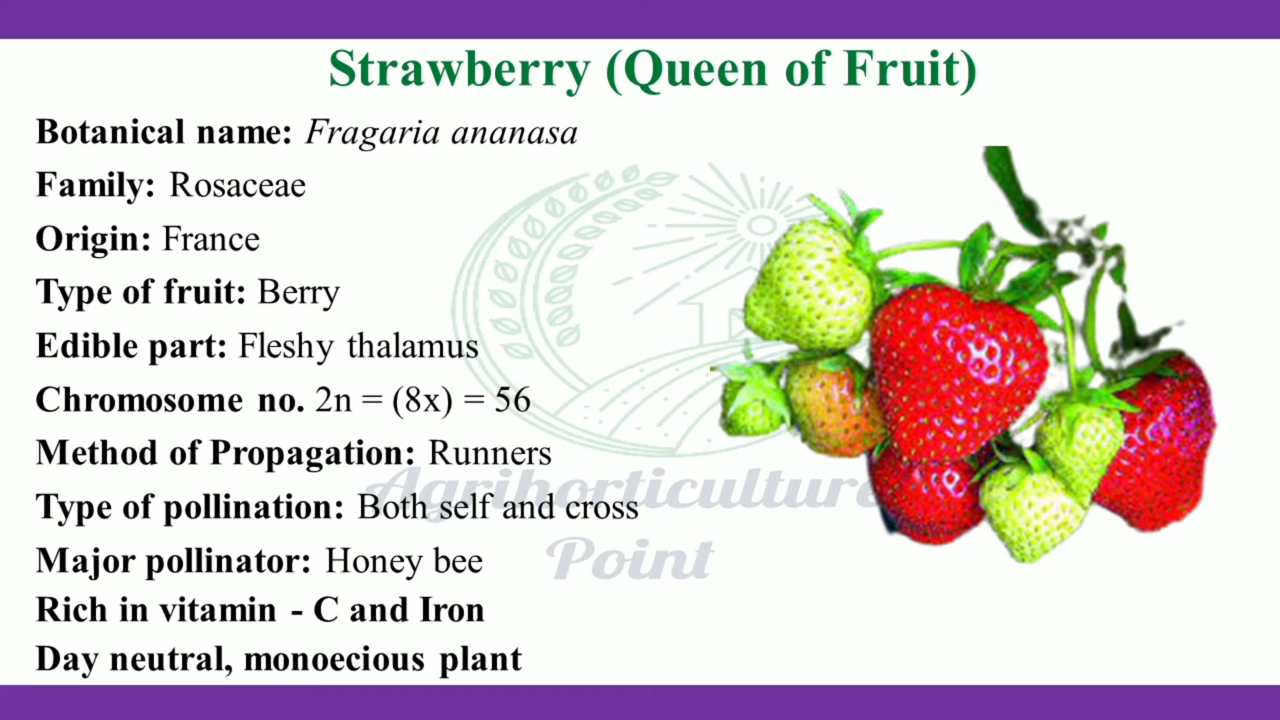 Strawberry (Queen of Fruit)
Botanical name: Fragaria ananasa
Family: Rosaceae
Origin: France
Type of fruit: Berry
Edible part: Fleshy thalamus
Chromosome no. 2n = (8x) = 56
Method of Propagation: Runners
Type of pollination: Both self and cross
Major pollinator: Honey bee
Rich in vitamin - C and Iron
Day neutral, monoecious plant
Agrihorticulture
Point